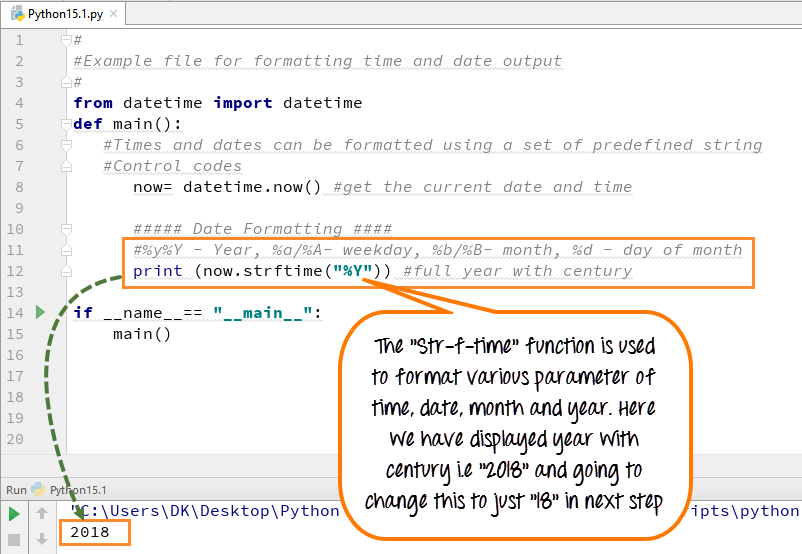 Python15.1.py
1 #
2 #Example file for formatting time and date output
3 #
4 from datetime import datetime
5 def main():
6 #Times and dates can be formatted using a set of predefined string
7 #Control codes
8 now= datetime.now() #get the current date and time
9
10 ##### Date Formatting ####
11 #%y%Y - Year, %a/%A- weekday, %b/%B- month, %d - day of month
12 print (now.strftime("%Y")) #full year with century
13
14 if __name__== "__main__":
15 main()
16
17
18
19
20
The "Str-f-time" function is used
to format various parameter of
time, date, month and year. Here
we have displayed year with
century i.e "2018" and going to
change this to just "18" in next step
Run Python15.1
"C:\Users\DK\Desktop\Python ipts\python
2018